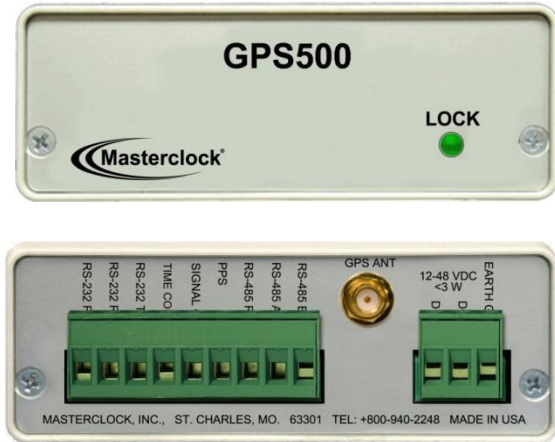 GPS500
LOCK
Masterclock®
GPS ANT
RS-232
RS-232
RS-232
TIME
SIGNAL
PPS
RS-485
RS-485
RS-485
12-48 VDC
<3 W
EARTH
MASTERCLOCK, INC., ST. CHARLES, MO. 63301 TEL: +800-940-2248 MADE IN USA